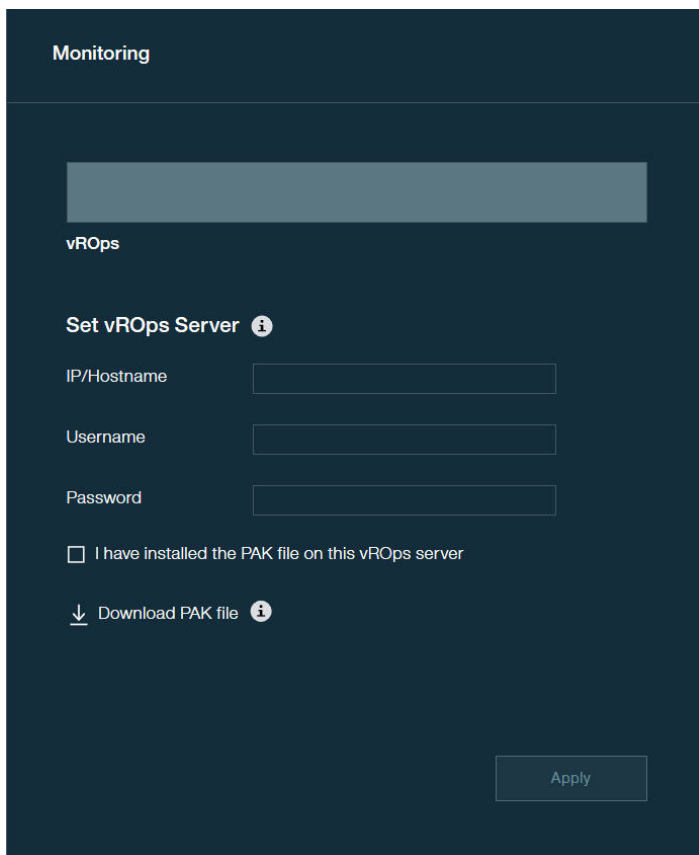 Monitoring
vROps
Set vROps Server
IP/Hostname
Username
Password
I have installed the PAK file on this vROps server
Download PAK file
Apply